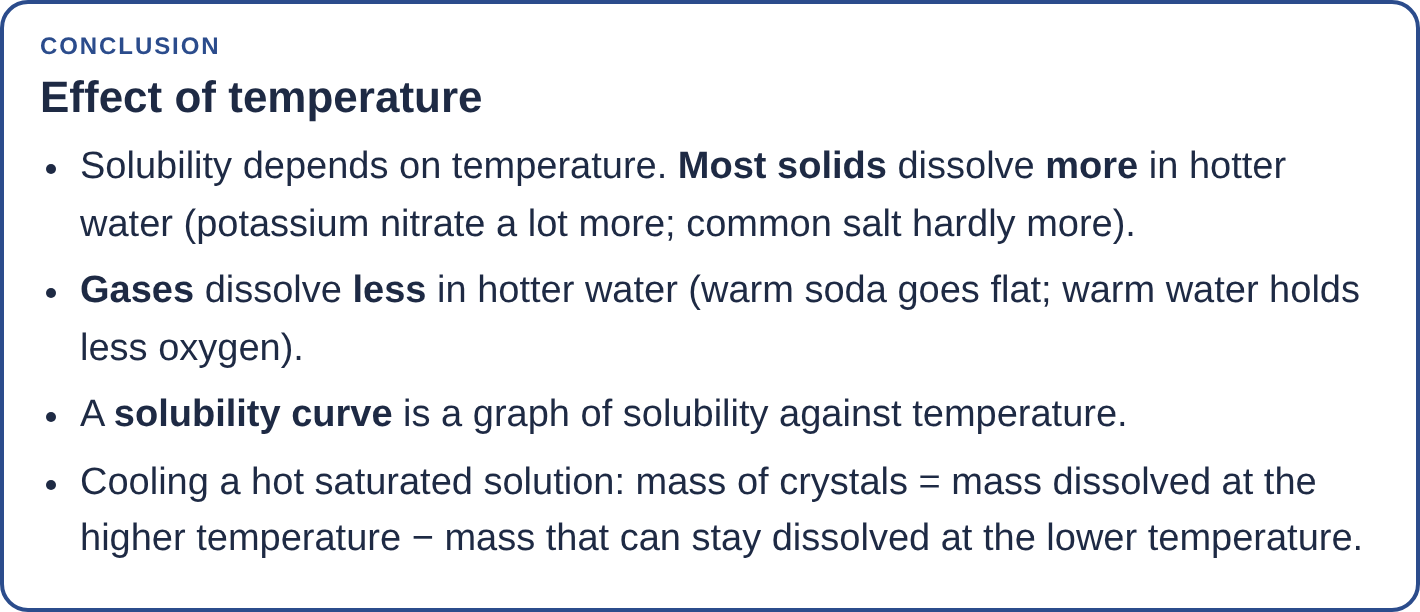 CONCLUSION
Effect of temperature
• Solubility depends on temperature. Most solids dissolve more in hotter
water (potassium nitrate a lot more; common salt hardly more).
• Gases dissolve less in hotter water (warm soda goes flat; warm water holds
less oxygen).
• A solubility curve is a graph of solubility against temperature.
• Cooling a hot saturated solution: mass of crystals = mass dissolved at the
higher temperature − mass that can stay dissolved at the lower temperature.